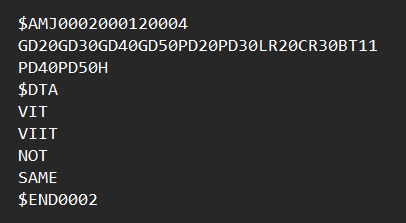 $AMJ0002000120004
GD20GD30GD40GD50PD20PD30LR20CR30BT11
PD40PD50H
$DTA
VIT
VIIT
NOT
SAME
$END0002